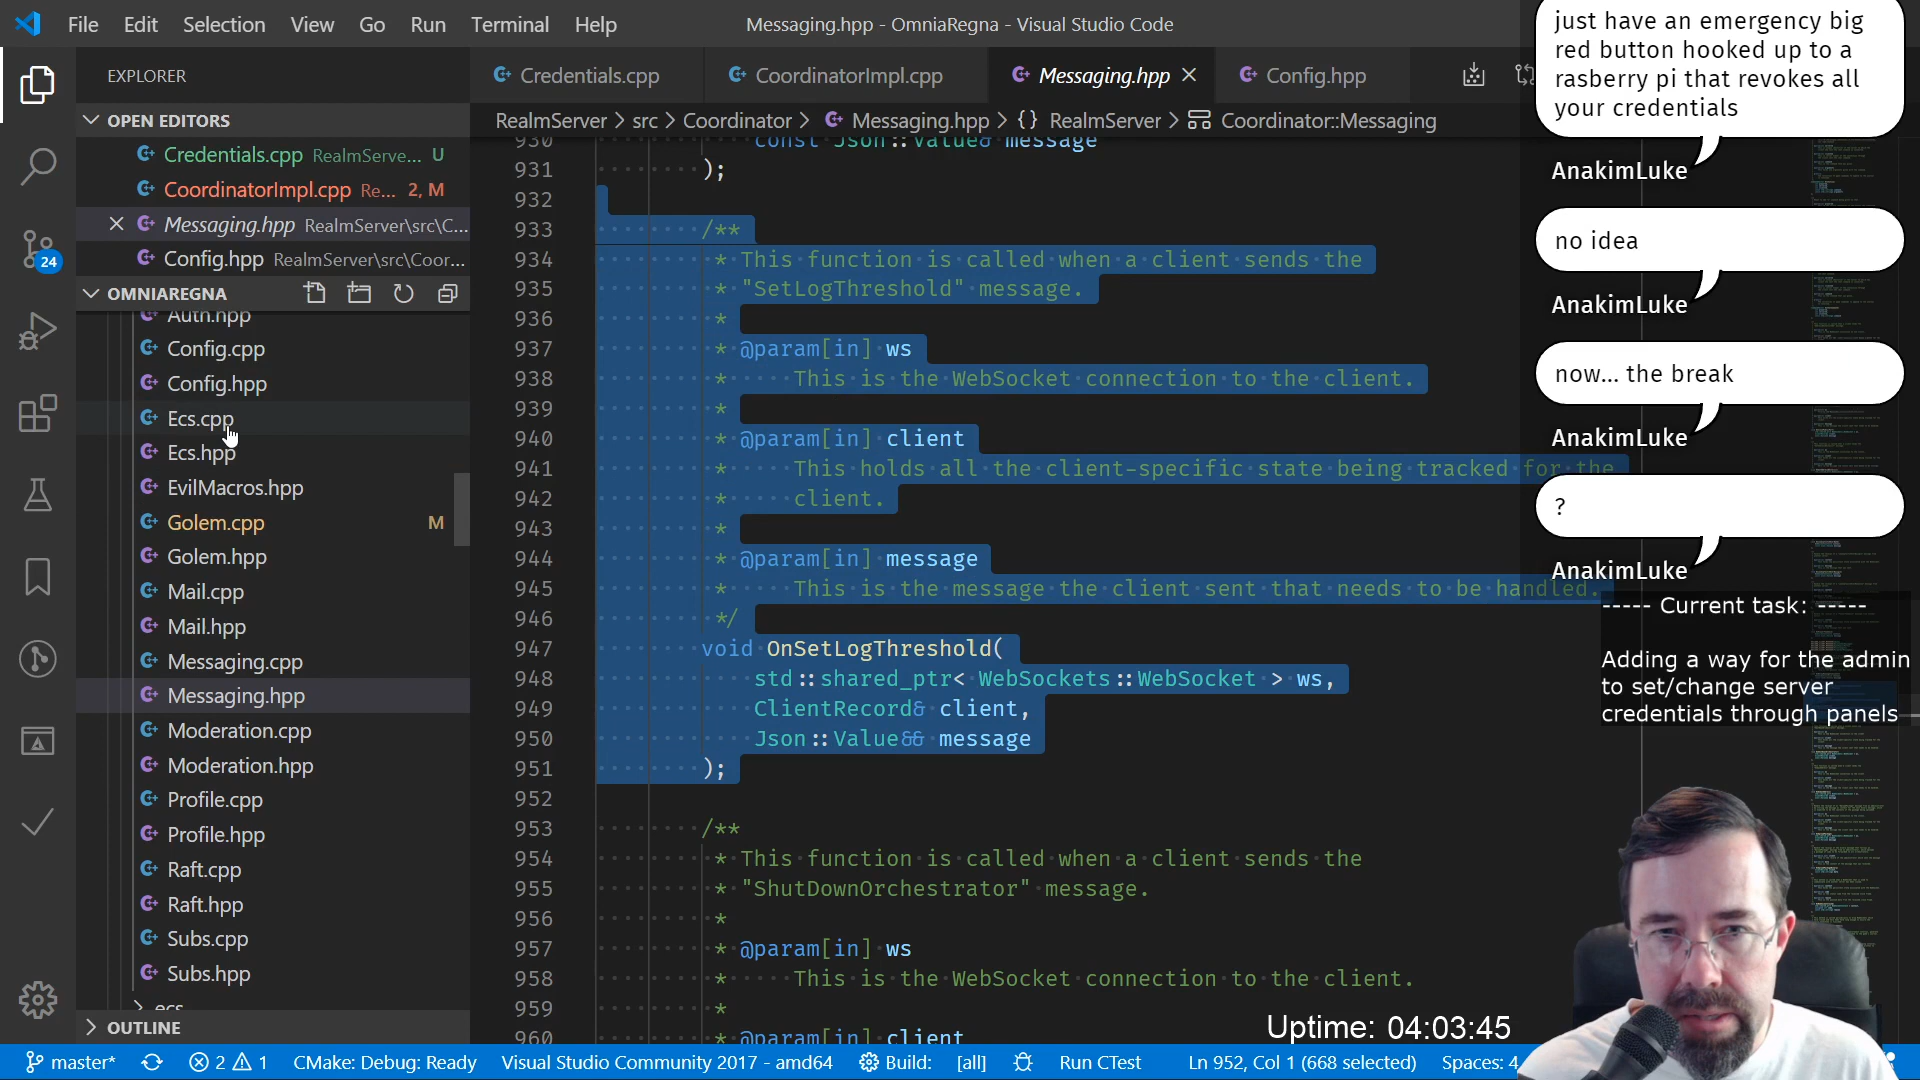 File Edit Selection View Go Run Terminal Help
Messaging.hpp - OmniaRegna - Visual Studio Code
EXPLORER
OPEN EDITORS
Credentials.cpp RealmServe... U
CoordinatorImpl.cpp Re... 2, M
Messaging.hpp RealmServer\src\C...
Config.hpp RealmServer\src\Coor...
OMNIAREGNA
Auth.hpp
Config.cpp
Config.hpp
Ecs.cpp
Ecs.hpp
EvilMacros.hpp
Golem.cpp M
Golem.hpp
Mail.cpp
Mail.hpp
Messaging.cpp
Messaging.hpp
Moderation.cpp
Moderation.hpp
Profile.cpp
Profile.hpp
Raft.cpp
Raft.hpp
Subs.cpp
Subs.hpp
ecs
OUTLINE
24
Credentials.cpp CoordinatorImpl.cpp Messaging.hpp Config.hpp
RealmServer > src > Coordinator > Messaging.hpp > {} RealmServer > Coordinator::Messaging
930 const Json::Value& message
931 );
932
933 /**
934 * This function is called when a client sends the
935 * "SetLogThreshold" message.
936 *
937 * @param[in] ws
938 * This is the WebSocket connection to the client.
939 *
940 * @param[in] client
941 * This holds all the client-specific state being tracked for the
942 * client.
943 *
944 * @param[in] message
945 * This is the message the client sent that needs to be handled.
946 */
947 void OnSetLogThreshold(
948 std::shared_ptr< WebSockets::WebSocket > ws,
949 ClientRecord& client,
950 Json::Value&& message
951 );
952
953 /**
954 * This function is called when a client sends the
955 * "ShutDownOrchestrator" message.
956 *
957 * @param[in] ws
958 * This is the WebSocket connection to the client.
959 *
960 * @param[in] client
just have an emergency big
red button hooked up to a
rasberry pi that revokes all
your credentials
AnakimLuke
no idea
AnakimLuke
now... the break
AnakimLuke
?
AnakimLuke
----- Current task: -----
Adding a way for the admin
to set/change server
credentials through panels
Uptime: 04:03:45
master* 2 1 CMake: Debug: Ready Visual Studio Community 2017 - amd64 Build: [all] Run CTest Ln 952, Col 1 (668 selected) Spaces: 4